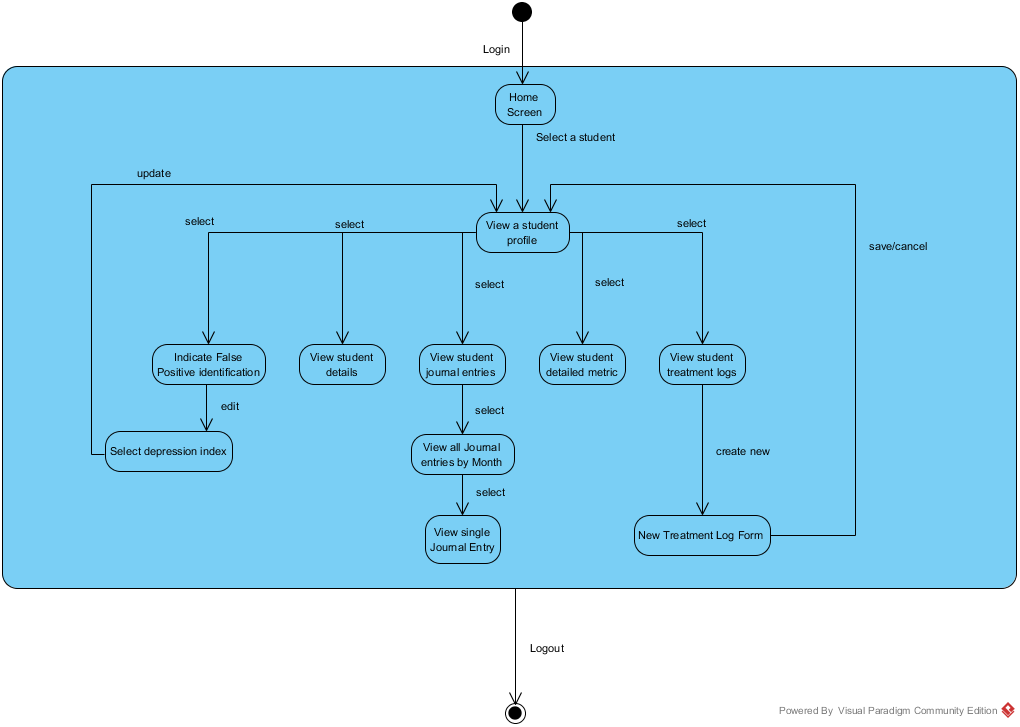 Login
Home
Screen
Select a student
update
select
select
View a student
profile
select
save/cancel
select
select
Indicate False
Positive identification
View student
details
View student
journal entries
View student
detailed metric
View student
treatment logs
edit
select
Select depression index
View all Journal
entries by Month
create new
select
View single
Journal Entry
New Treatment Log Form
Logout
Powered By Visual Paradigm Community Edition